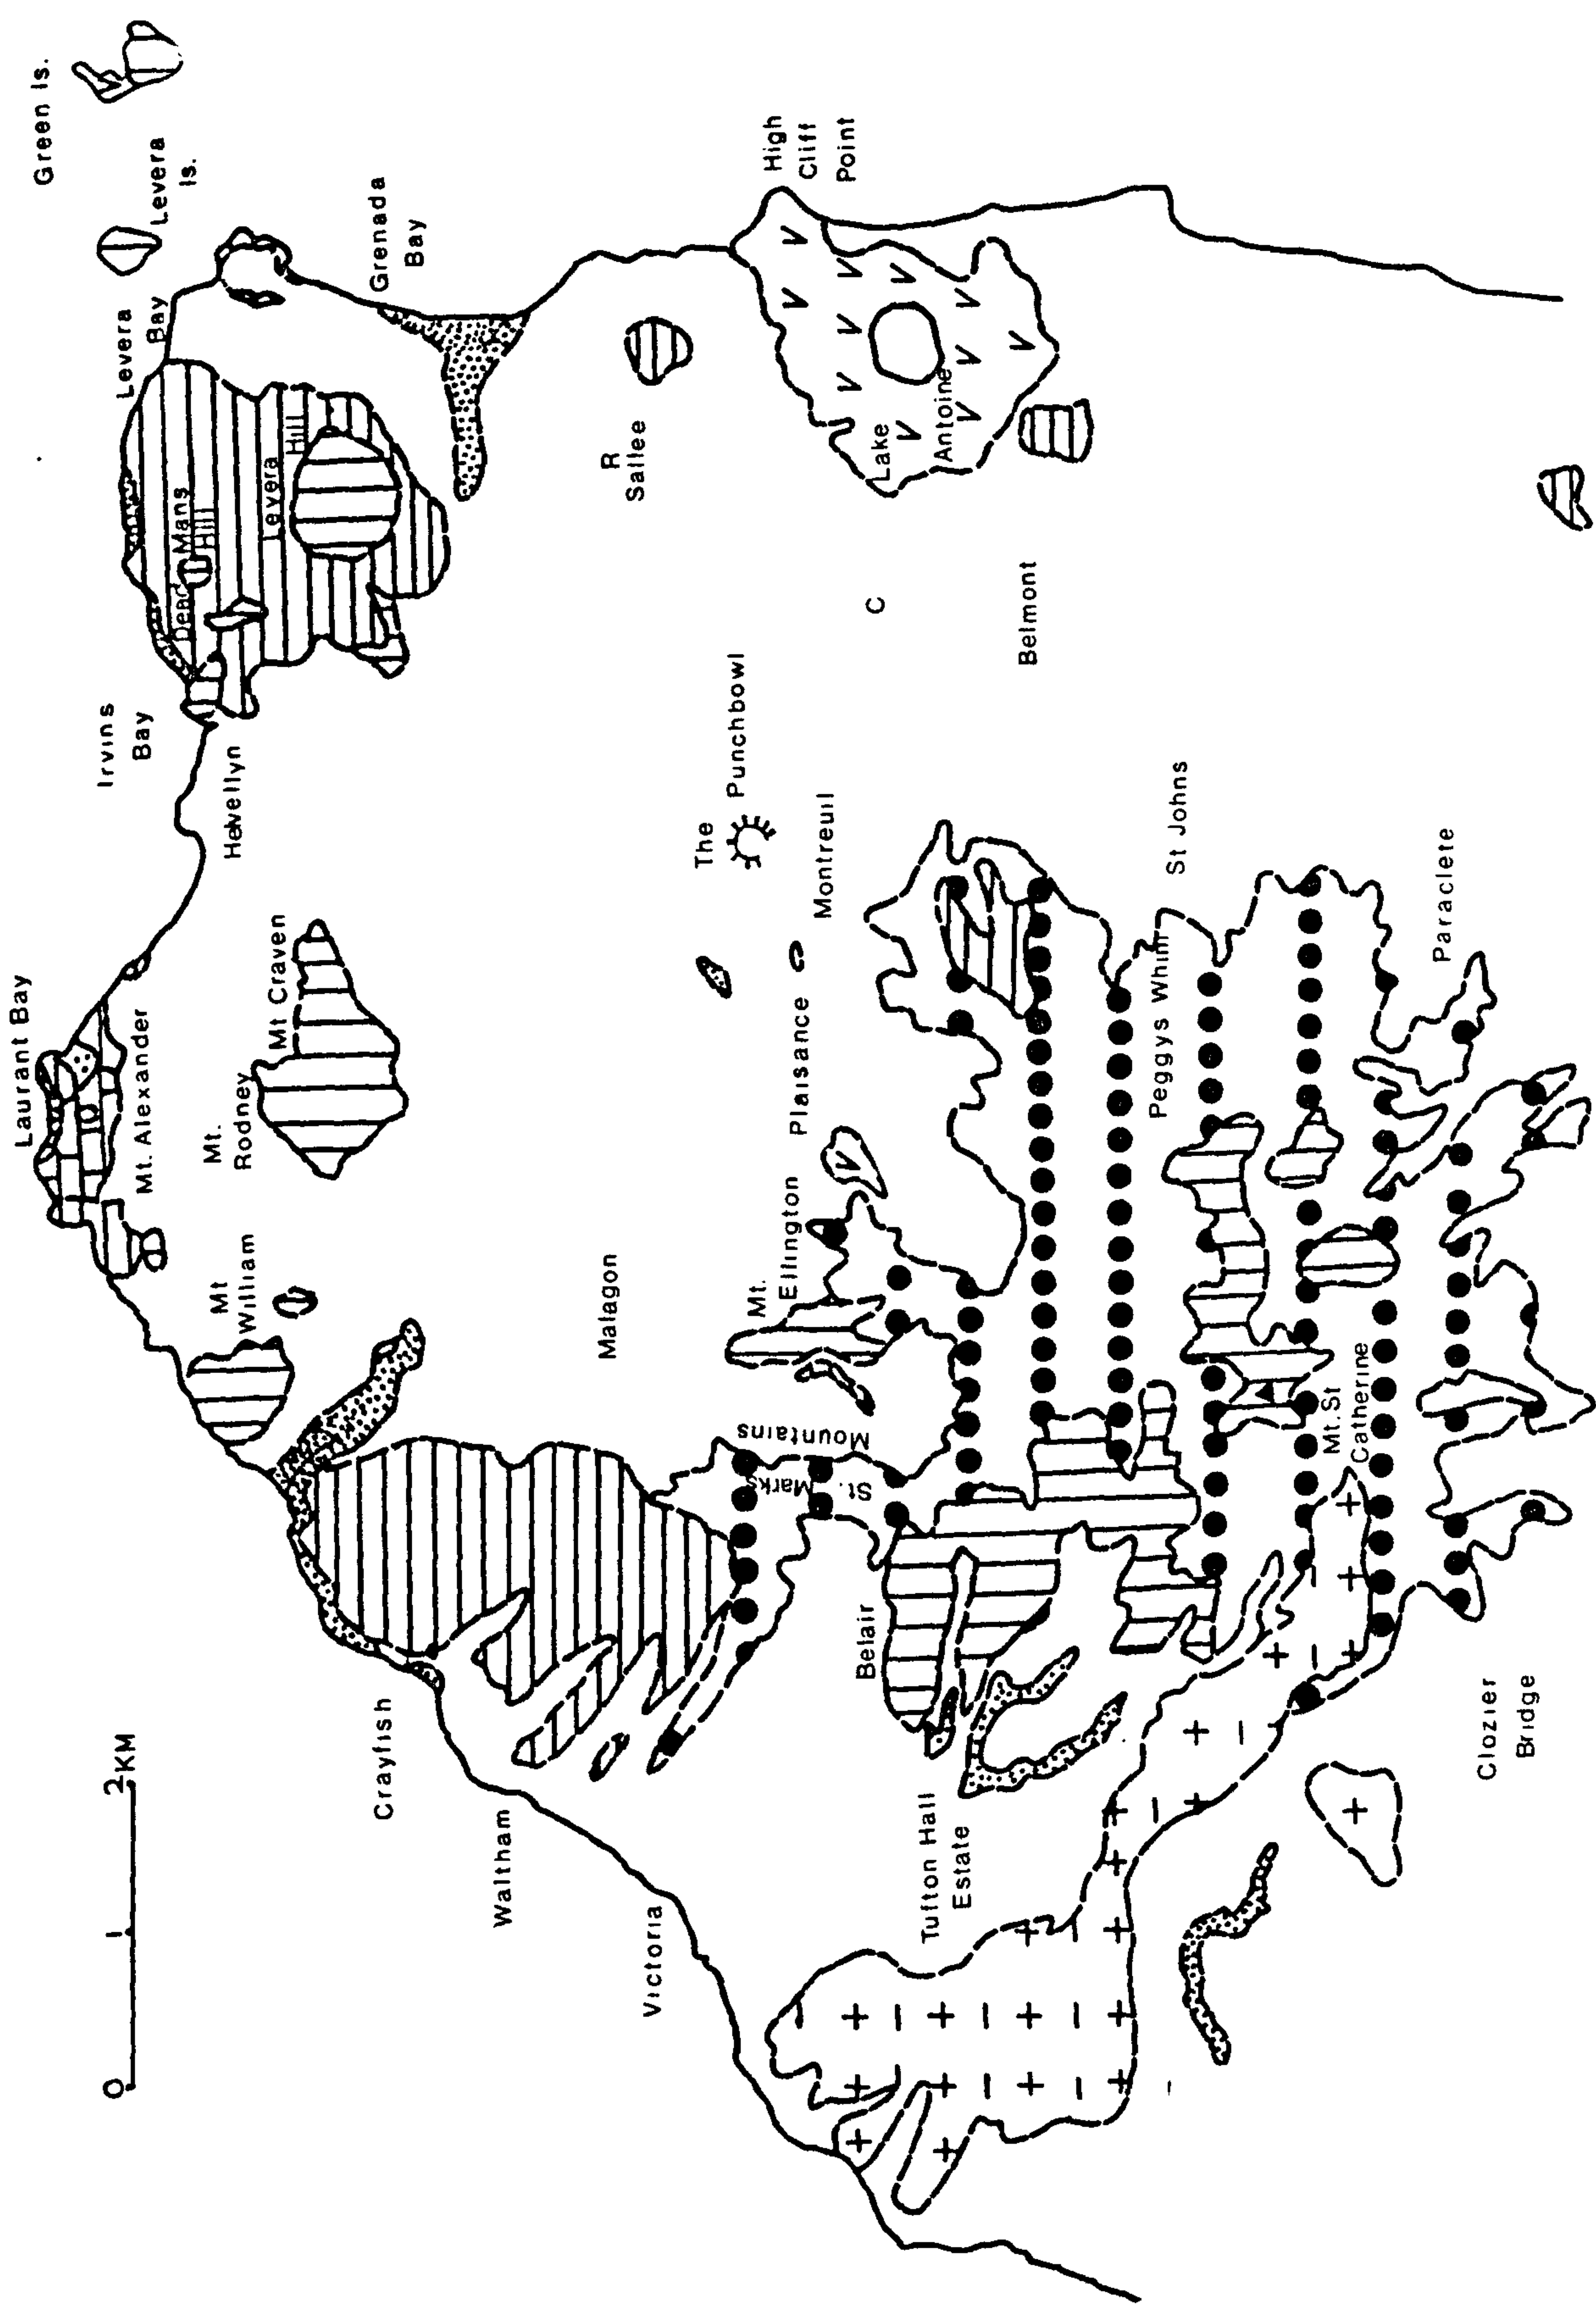 Green Is.
Levera
Is.
Levera
Bay
Grenada
Bay
High
Cliff
Point
Dead Mans
Hill
Levera
Hill
R
Sallee
Lake
Antoine
Irvins
Bay
Helvellyn
C
Belmont
The
Punchbowl
Montreuil
Laurant Bay
Mt. Alexander
Mt Craven
Mt.
Rodney
Plaisance
St Johns
Peggys Whim
Paraclete
Mt
William
Malagon
Mt.
Ellington
St.
Marks
Mountains
Mt. St
Catherine
Belair
Crayfish
Waltham
Victoria
Tufton Hall
Estate
Clozier
Bridge
0 1 2KM